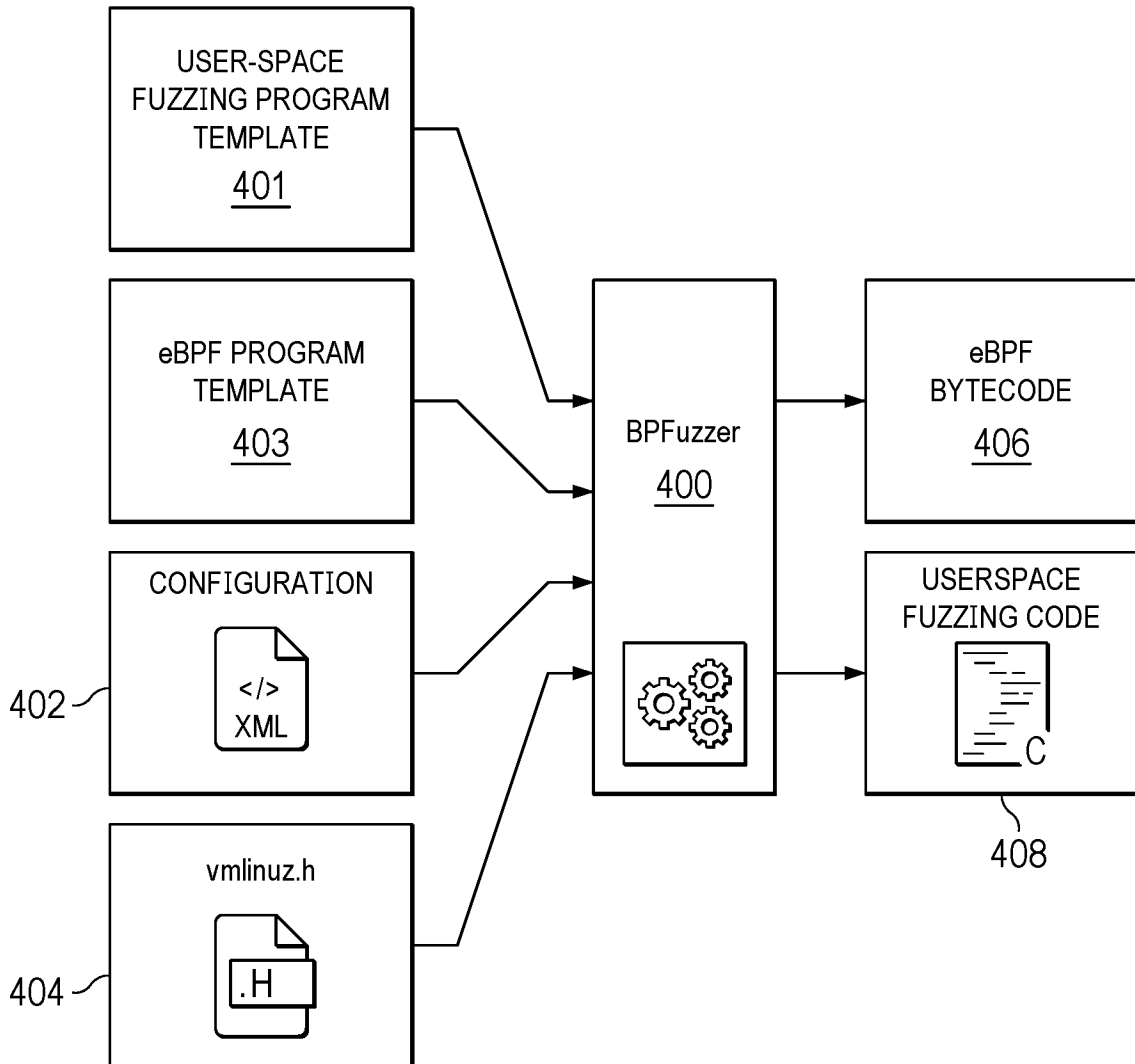 USER-SPACE
FUZZING PROGRAM
TEMPLATE
401
eBPF PROGRAM
TEMPLATE
403
CONFIGURATION
</>
XML
402
vmlinuz.h
.H
404
BPFuzzer
400
eBPF
BYTECODE
406
USERSPACE
FUZZING CODE
C
408